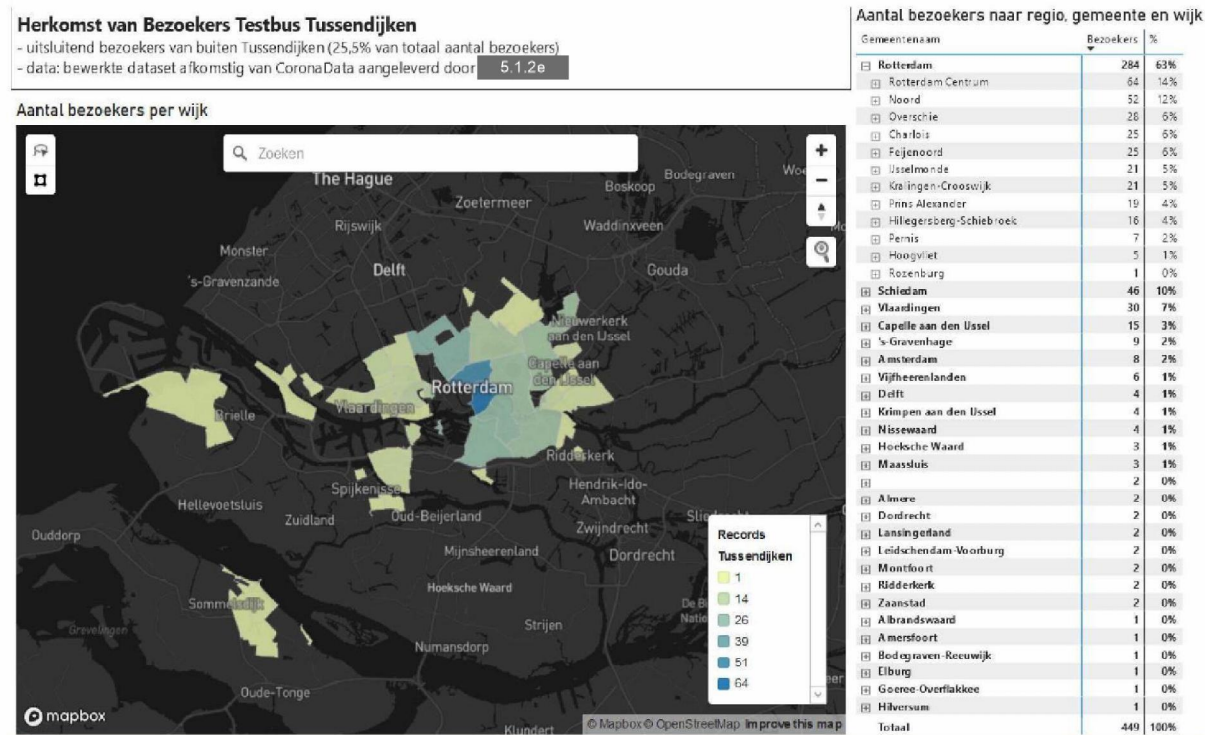 Herkomst van Bezoekers Testbus Tussendijken
- uitsluitend bezoekers van buiten Tussendijken (25,5% van totaal aantal bezoekers)
- data: bewerkte dataset afkomstig van CoronaData aangeleverd door 5.1.2e
Aantal bezoekers per wijk
Zoeken
The Hague
Bodegraven
Boskoop
Zoetermeer
Rijswijk
Waddinxveen
Monster
Delft
Gouda
's-Gravenzande
Nieuwerkerk
aan den IJssel
Capelle aan
den IJssel
Rotterdam
Vlaardingen
Brielle
Ridderkerk
Spijkenisse
Hendrik-Ido-
Ambacht
Hellevoetsluis
Zuidland
Oud-Beijerland
Zwijndrecht
Ouddorp
Mijnsheerenland
Dordrecht
Hoeksche Waard
Sommelsdijk
Strijen
Grevelingen
Numansdorp
Oude-Tonge
Klundert
Records
Tussendijken
1
14
26
39
51
64
mapbox
© Mapbox © OpenStreetMap Improve this map
Aantal bezoekers naar regio, gemeente en wijk
Gemeentenaam Bezoekers %
Rotterdam 284 63%
Rotterdam Centrum 64 14%
Noord 52 12%
Overschie 28 6%
Charlois 25 6%
Feijenoord 25 6%
IJsselmonde 21 5%
Kralingen-Crooswijk 21 5%
Prins Alexander 19 4%
Hillegersberg-Schiebroek 16 4%
Pernis 7 2%
Hoogvliet 5 1%
Rozenburg 1 0%
Schiedam 46 10%
Vlaardingen 30 7%
Capelle aan den IJssel 15 3%
's-Gravenhage 9 2%
Amsterdam 8 2%
Vijfheerenlanden 6 1%
Delft 4 1%
Krimpen aan den IJssel 4 1%
Nissewaard 4 1%
Hoeksche Waard 3 1%
Maassluis 3 1%
2 0%
Almere 2 0%
Dordrecht 2 0%
Lansingerland 2 0%
Leidschendam-Voorburg 2 0%
Montfoort 2 0%
Ridderkerk 2 0%
Zaanstad 2 0%
Albrandswaard 1 0%
Amersfoort 1 0%
Bodegraven-Reeuwijk 1 0%
Elburg 1 0%
Goeree-Overflakkee 1 0%
Hilversum 1 0%
Totaal 449 100%